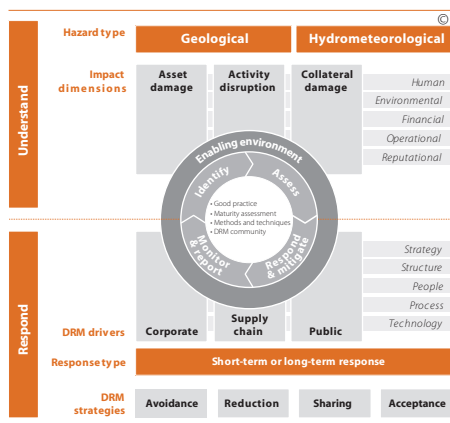 ©
Hazard type
Geological
Hydrometeorological
Understand
Impact
dimensions
Asset
damage
Activity
disruption
Collateral
damage
Human
Environmental
Financial
Operational
Reputational
Enabling environment
Identify
Assess
• Good practice
• Maturity assessment
• Methods and techniques
• DRM community
Monitor
& report
Respond
& mitigate
Respond
Strategy
Structure
People
Process
Technology
DRM drivers
Corporate
Supply
chain
Public
Response type
Short-term or long-term response
DRM
strategies
Avoidance
Reduction
Sharing
Acceptance